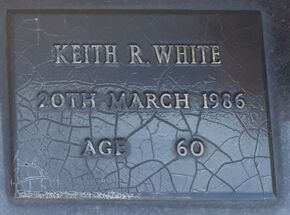 KEITH R. WHITE
20TH MARCH 1986
AGE 60